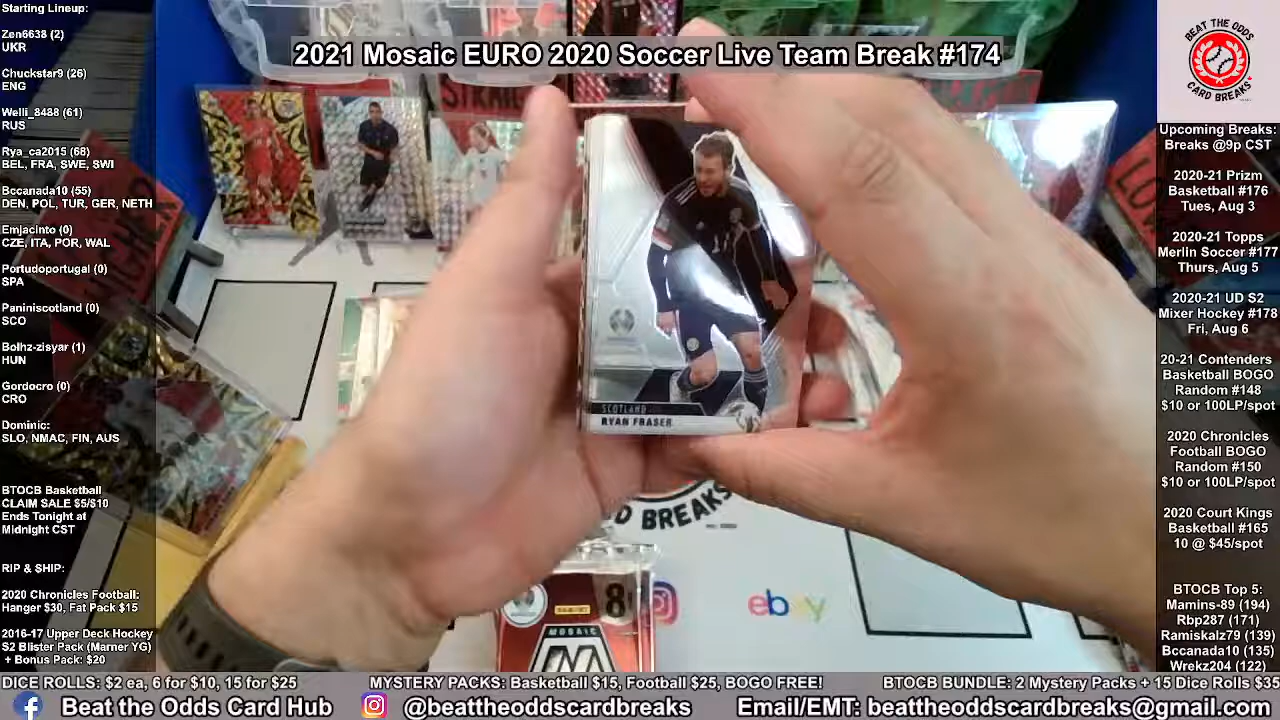 Starting Lineup:
Zen6638 (2)
UKR
Chuckster9 (26)
ENG
Welli_8488 (61)
RUS
Rya_ca2015 (68)
BEL, FRA, SWE, SWI
Bccanada10 (55)
DEN, POL, TUR, GER, NETH
Emjacinto (0)
CZE, ITA, POR, WAL
Portudoportugal (0)
SPA
Paniniscotland (0)
SCO
Bolhz-zisyar (1)
HUN
Gordocro (0)
CRO
Dominic:
SLO, NMAC, FIN, AUS
BTOCB Basketball
CLAIM SALE $5/$10
Ends Tonight at
Midnight CST
RIP & $HIP:
2020 Chronicles Football:
Hanger $30, Fat Pack $15
2016-17 Upper Deck Hockey
S2 Blister Pack (Marner YG)
+ Bonus Pack: $20
2021 Mosaic EURO 2020 Soccer Live Team Break #174
SCOTLAND
RYAN FRASER
D BREAKS
ebay
8
MOSAIC
BEAT THE ODDS
CARD BREAKS
Upcoming Breaks:
Breaks @9p CST
2020-21 Prizm
Basketball #176
Tues, Aug 3
2020-21 Topps
Merlin Soccer #177
Thurs, Aug 5
2020-21 UD S2
Mixer Hockey #178
Fri, Aug 6
20-21 Contenders
Basketball BOGO
Random #148
$10 or 100LP/spot
2020 Chronicles
Football BOGO
Random #150
$10 or 100LP/spot
2020 Court Kings
Basketball #165
10 @ $45/spot
BTOCB Top 5:
Mamins-89 (194)
Rbp287 (171)
Ramiskalz79 (139)
Bccanada10 (135)
Wrekz204 (122)
DICE ROLLS: $2 ea, 6 for $10, 15 for $25
MYSTERY PACKS: Basketball $15, Football $25, BOGO FREE!
BTOCB BUNDLE: 2 Mystery Packs + 15 Dice Rolls $35
Beat the Odds Card Hub
@beattheoddscardbreaks
Email/EMT: beattheoddscardbreaks@gmail.com